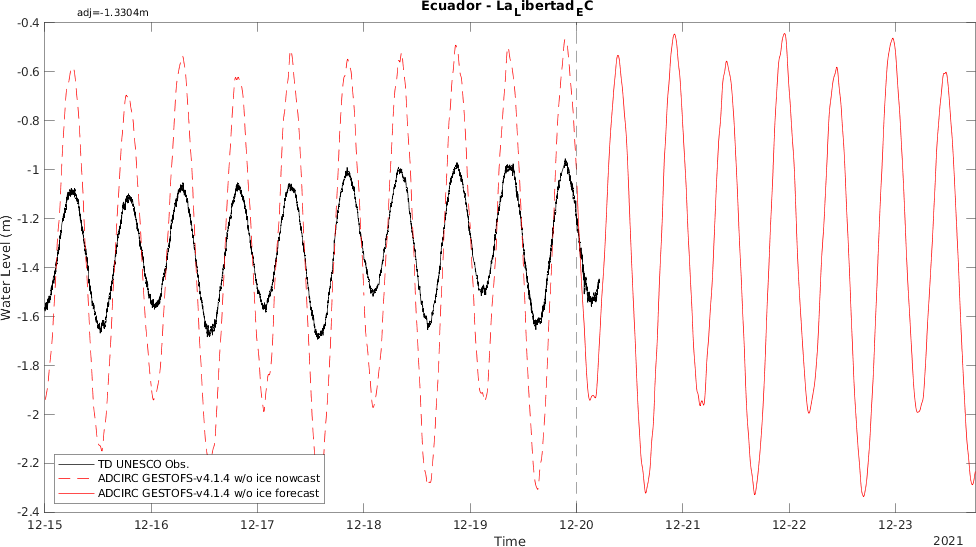 Ecuador - LaLibertadEC
adj=-1.3304m
-0.4
-0.6
-0.8
-1
-1.2
-1.4
-1.6
-1.8
-2
-2.2
-2.4
Water Level (m)
TD UNESCO Obs.
ADCIRC GESTOFS-v4.1.4 w/o ice nowcast
ADCIRC GESTOFS-v4.1.4 w/o ice forecast
12-15 12-16 12-17 12-18 12-19 12-20 12-21 12-22 12-23
Time
2021